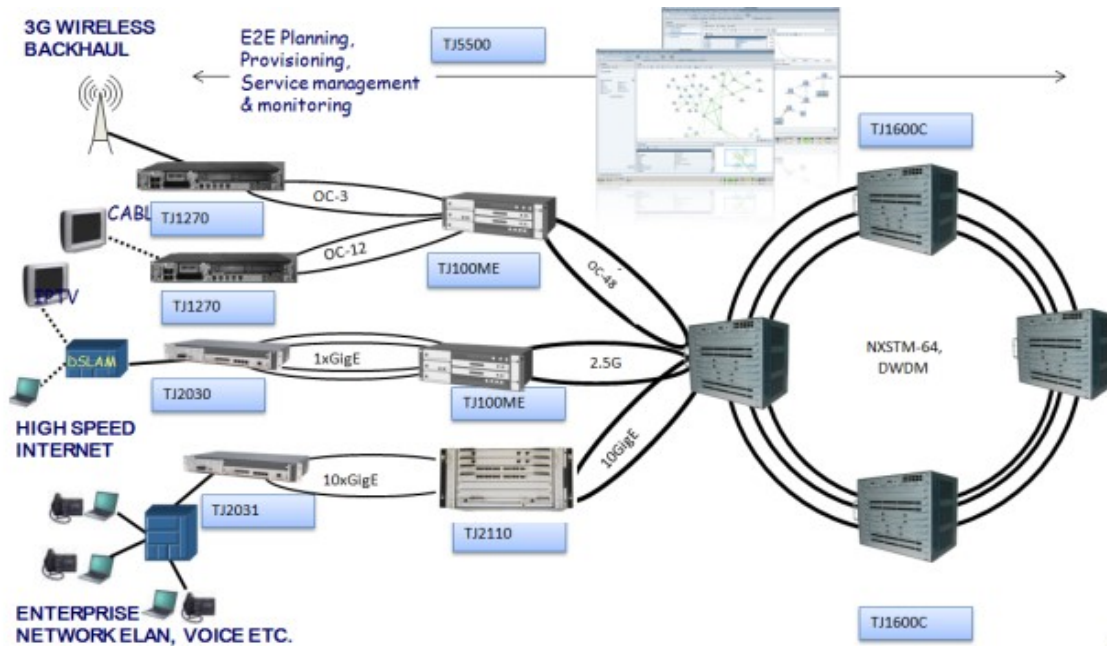 3G WIRELESS
BACKHAUL
E2E Planning,
Provisioning,
Service management
& monitoring
TJ5500
TJ1600C
OC-3
CABL
TJ1270
OC-12
TJ100ME
OC-48
IPTV
TJ1270
NXSTM-64,
DWDM
DSLAM
1xGigE
2.5G
TJ2030
TJ100ME
HIGH SPEED
INTERNET
10GigE
10xGigE
TJ2031
TJ2110
ENTERPRISE
NETWORK ELAN, VOICE ETC.
TJ1600C